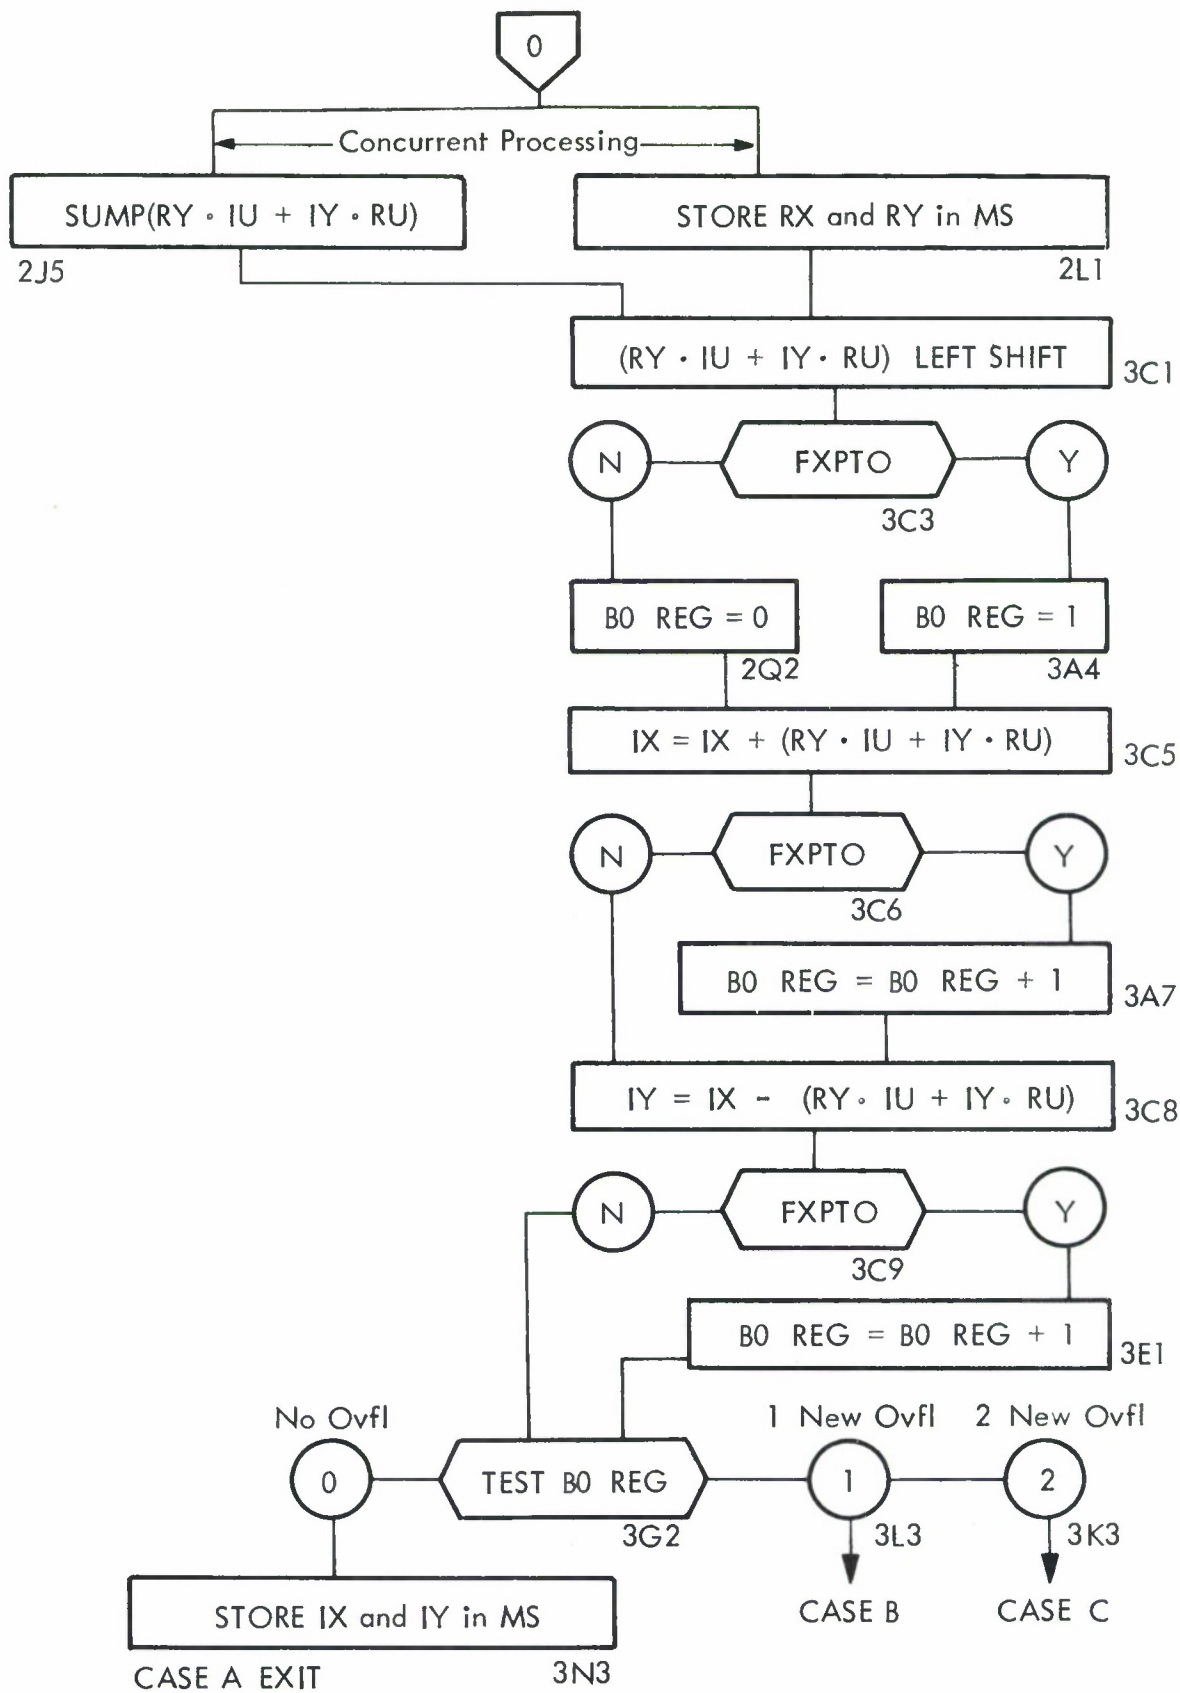 0
Concurrent Processing
SUMP(RY · IU + IY · RU)
2J5
STORE RX and RY in MS
2L1
(RY · IU + IY · RU) LEFT SHIFT
3C1
N
FXPTO
Y
3C3
B0 REG = 0
2Q2
B0 REG = 1
3A4
IX = IX + (RY · IU + IY · RU)
3C5
N
FXPTO
Y
3C6
B0 REG = B0 REG + 1
3A7
IY = IX - (RY · IU + IY · RU)
3C8
N
FXPTO
Y
3C9
B0 REG = B0 REG + 1
3E1
No Ovfl
1 New Ovfl
2 New Ovfl
0
TEST B0 REG
1
2
3G2
3L3
3K3
STORE IX and IY in MS
CASE B
CASE C
CASE A EXIT
3N3